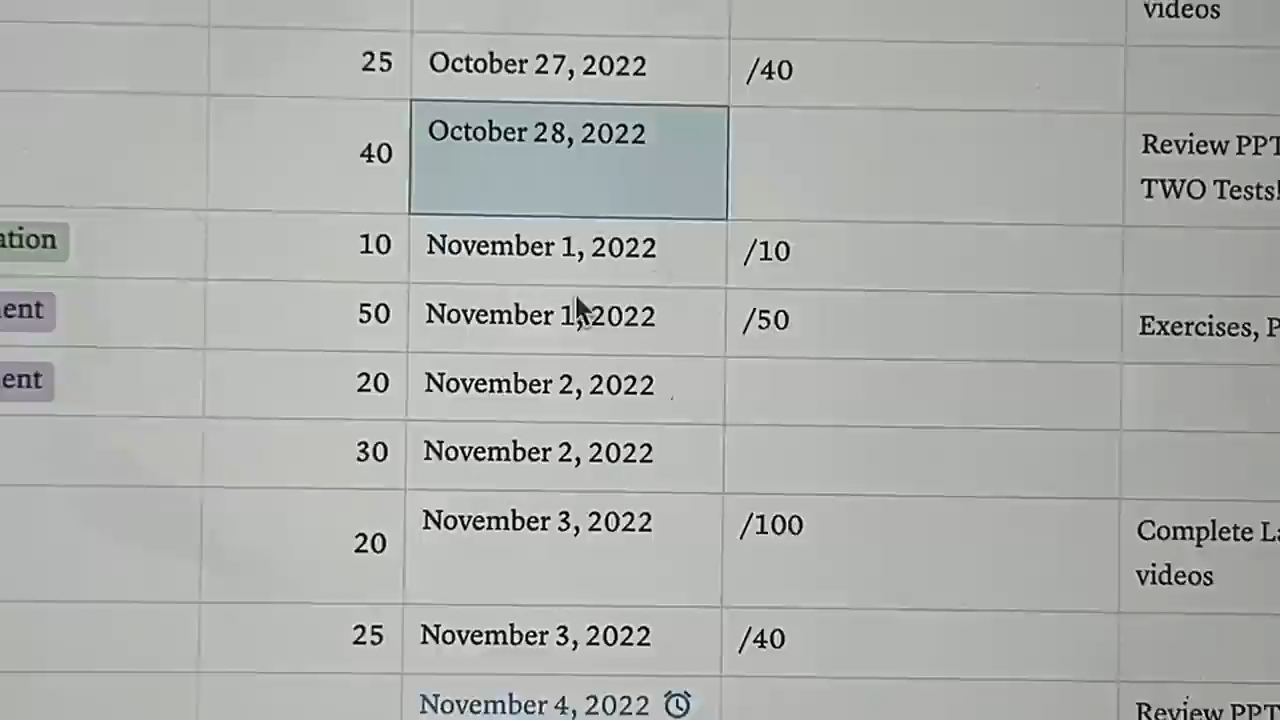 videos
25 October 27, 2022 /40
40 October 28, 2022 Review PPT
TWO Tests!
ation 10 November 1, 2022 /10
ent 50 November 1, 2022 /50 Exercises, P
ent 20 November 2, 2022
30 November 2, 2022
20 November 3, 2022 /100 Complete La
videos
25 November 3, 2022 /40
November 4, 2022 Review PPT